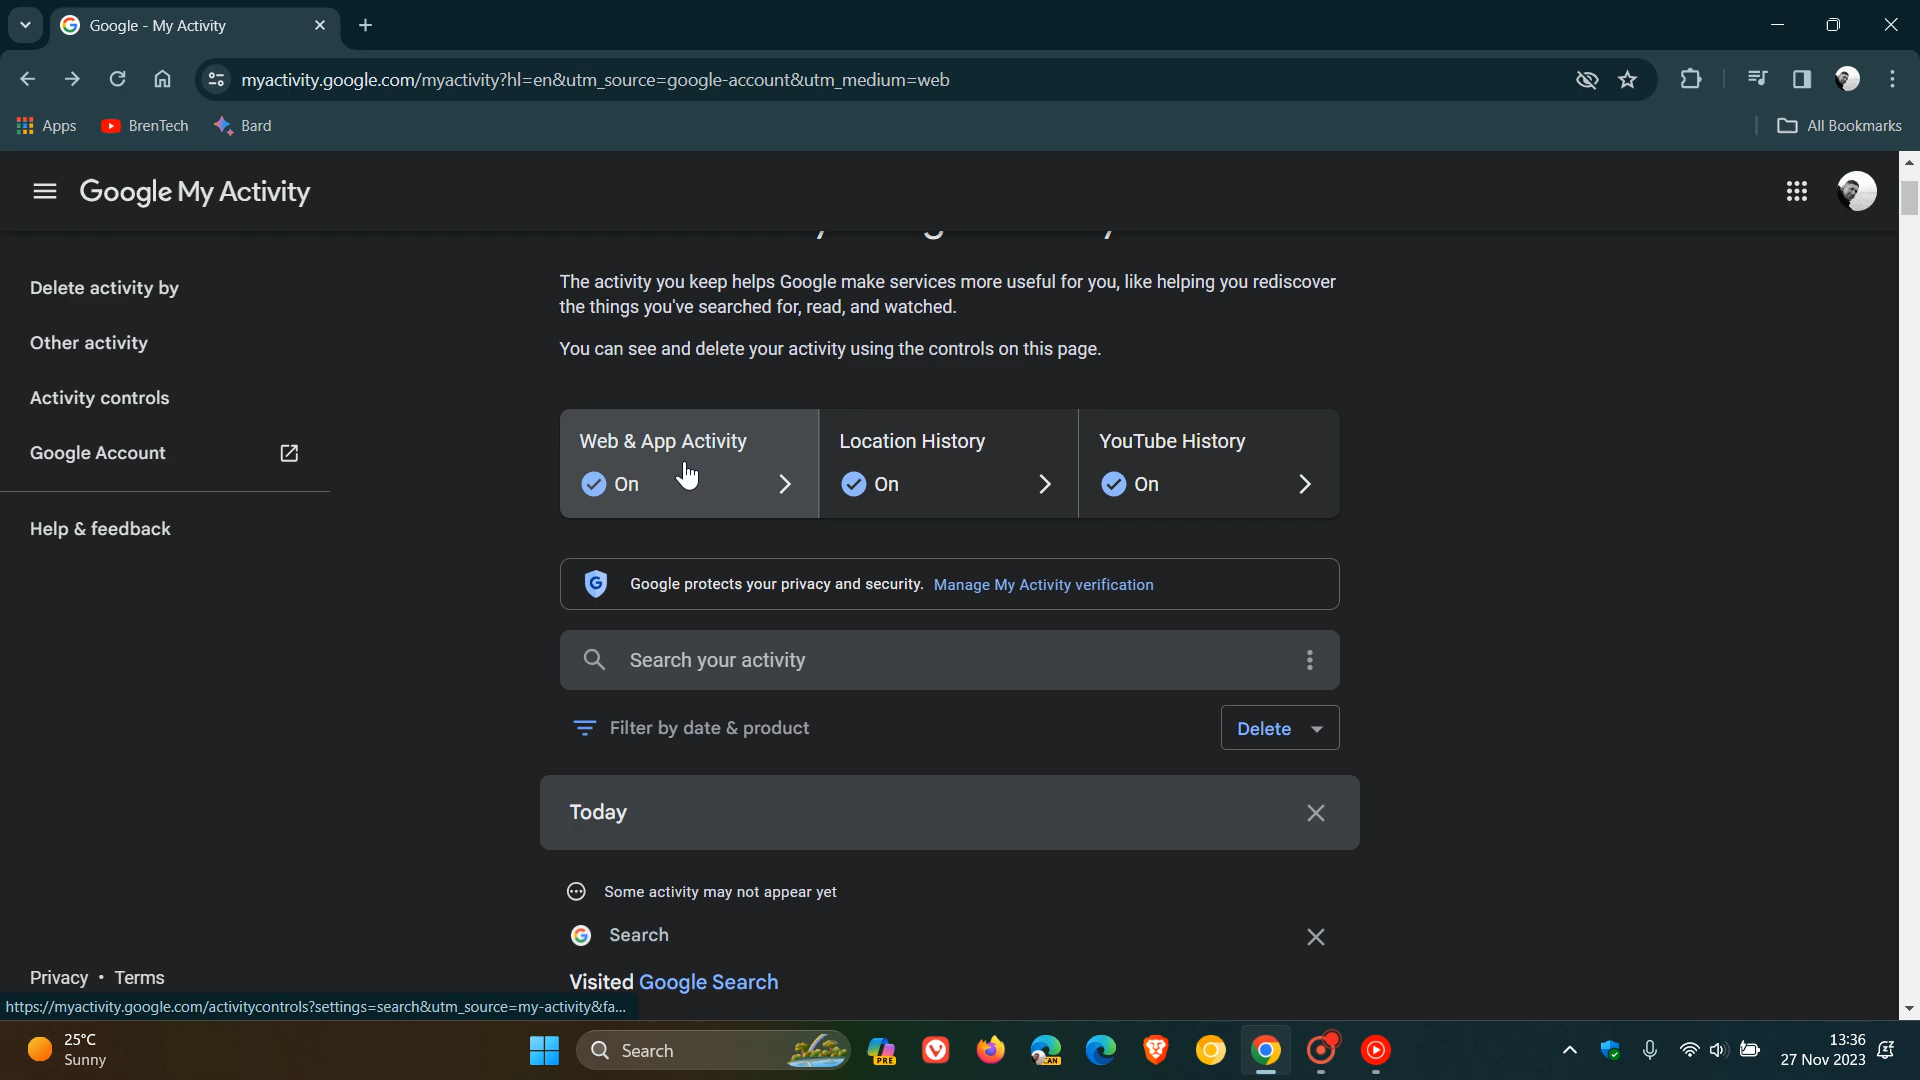 Google - My Activity
myactivity.google.com/myactivity?hl=en&utm_source=google-account&utm_medium=web
Apps
BrenTech
Bard
All Bookmarks
Google My Activity
Delete activity by
Other activity
Activity controls
Google Account
Help & feedback
The activity you keep helps Google make services more useful for you, like helping you rediscover
the things you've searched for, read, and watched.
You can see and delete your activity using the controls on this page.
Web & App Activity
On
Location History
On
YouTube History
On
Google protects your privacy and security. Manage My Activity verification
Search your activity
Filter by date & product
Delete
Today
Some activity may not appear yet
Search
Visited Google Search
Privacy • Terms
https://myactivity.google.com/activitycontrols?settings=search&utm_source=my-activity&fa...
25°C
Sunny
Search
PRE
CAN
13:36
27 Nov 2023